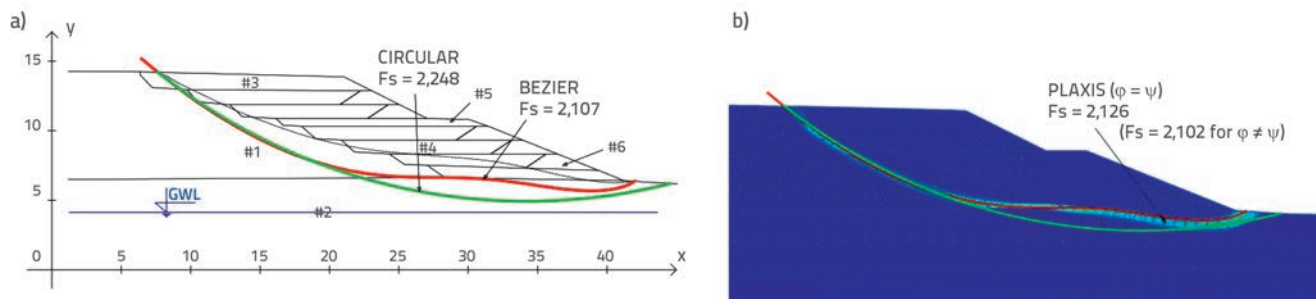 a)
y
15
10
5
0
5
10
15
20
25
30
35
40
x
CIRCULAR
Fs = 2,248
BEZIER
Fs = 2,107
#3
#5
#1
#4
#6
GWL
#2
b)
PLAXIS (φ = ψ)
Fs = 2,126
(Fs = 2,102 for φ ≠ ψ)